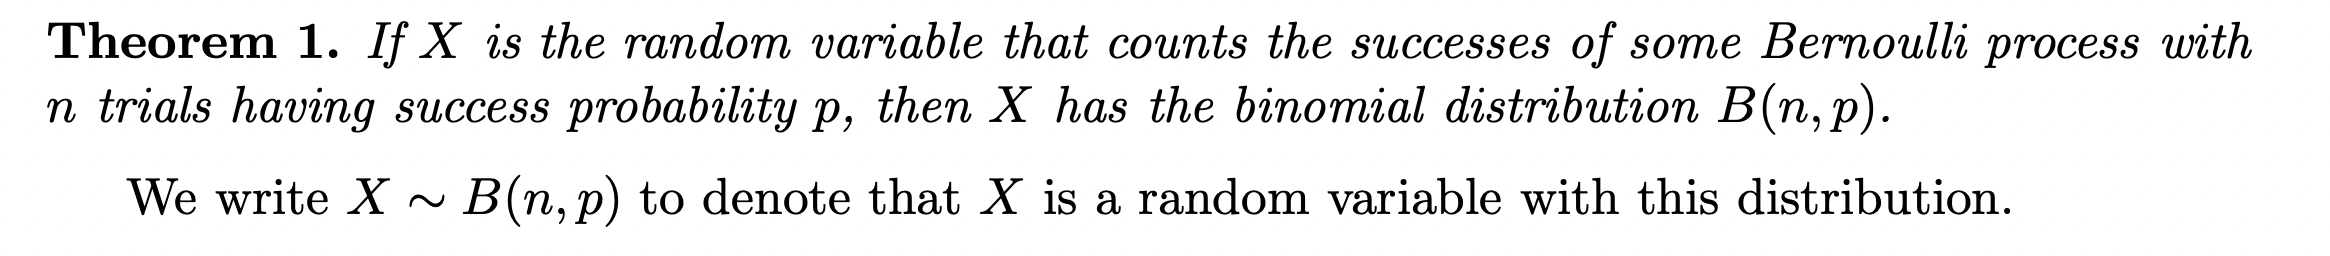 Theorem 1. If X is the random variable that counts the successes of some Bernoulli process with
n trials having success probability p, then X has the binomial distribution B(n, p).
We write X ∼ B(n, p) to denote that X is a random variable with this distribution.